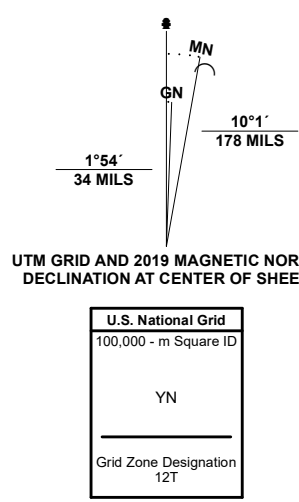 MN
GN
10°1´
178 MILS
1°54´
34 MILS
UTM GRID AND 2019 MAGNETIC NOR
DECLINATION AT CENTER OF SHEE
U.S. National Grid
100,000 - m Square ID
YN
Grid Zone Designation
12T